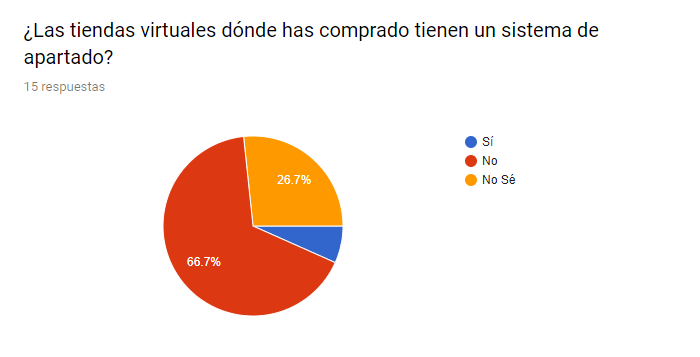 ¿Las tiendas virtuales dónde has comprado tienen un sistema de
apartado?
15 respuestas
Sí
No
No Sé
26.7%
66.7%